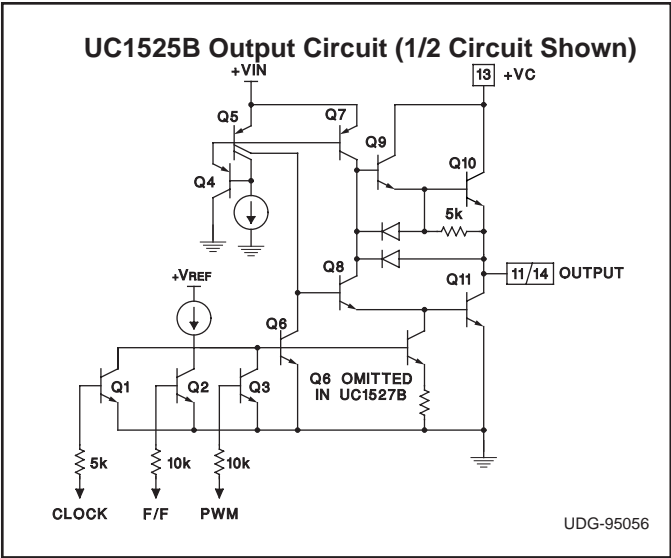 UC1525B Output Circuit (1/2 Circuit Shown)
+VIN
13 +VC
Q5
Q7
Q9
Q10
Q4
5k
+VREF
Q8
Q11
11/14 OUTPUT
Q6
Q1
Q2
Q3
Q6 OMITTED
IN UC1527B
5k
10k
10k
CLOCK
F/F
PWM
UDG-95056